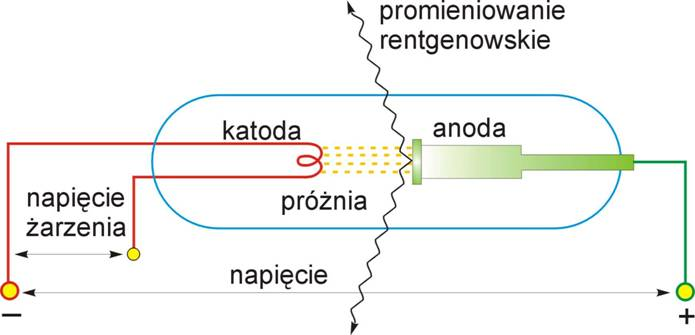 promieniowanie
rentgenowskie
katoda
anoda
próżnia
napięcie
żarzenia
napięcie
−
+